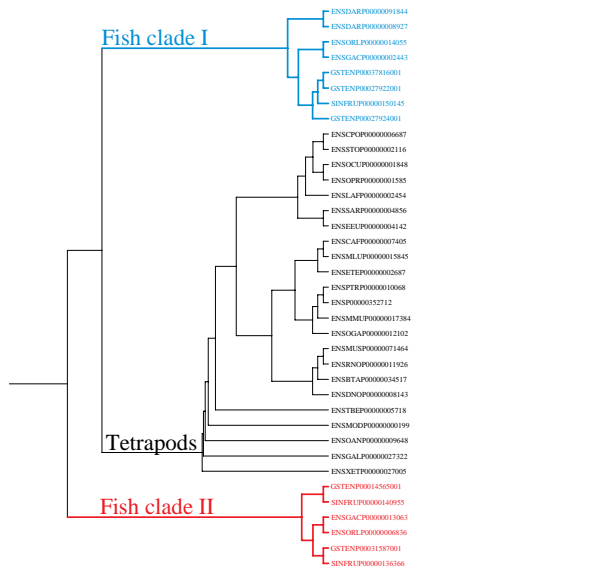 ENSDARP00000091844
ENSDARP00000008927
Fish clade I
ENSORLP00000014055
ENSGACP00000002443
GSTENP00037816001
GSTENP00027922001
SINFRUP00000150145
GSTENP00027924001
ENSCPOP00000006687
ENSSTOP00000002116
ENSOCUP00000001848
ENSOPRP00000001585
ENSLAFP00000002454
ENSSARP00000004856
ENSEEUP00000004142
ENSCAFP00000007405
ENSMLUP00000015845
ENSETEP00000002687
ENSPTRP00000010068
ENSP00000352712
ENSMMUP00000017384
ENSOGAP00000012102
ENSMUSP00000071464
ENSRNOP00000011926
ENSBTAP00000034517
ENSDNOP00000008143
ENSTBEP00000005718
ENSMODP00000000199
Tetrapods
ENSOANP00000009648
ENSGALP00000027322
ENSXETP00000027005
GSTENP00014565001
SINFRUP00000140955
Fish clade II
ENSGACP00000013063
ENSORLP00000006836
GSTENP00031587001
SINFRUP00000136366